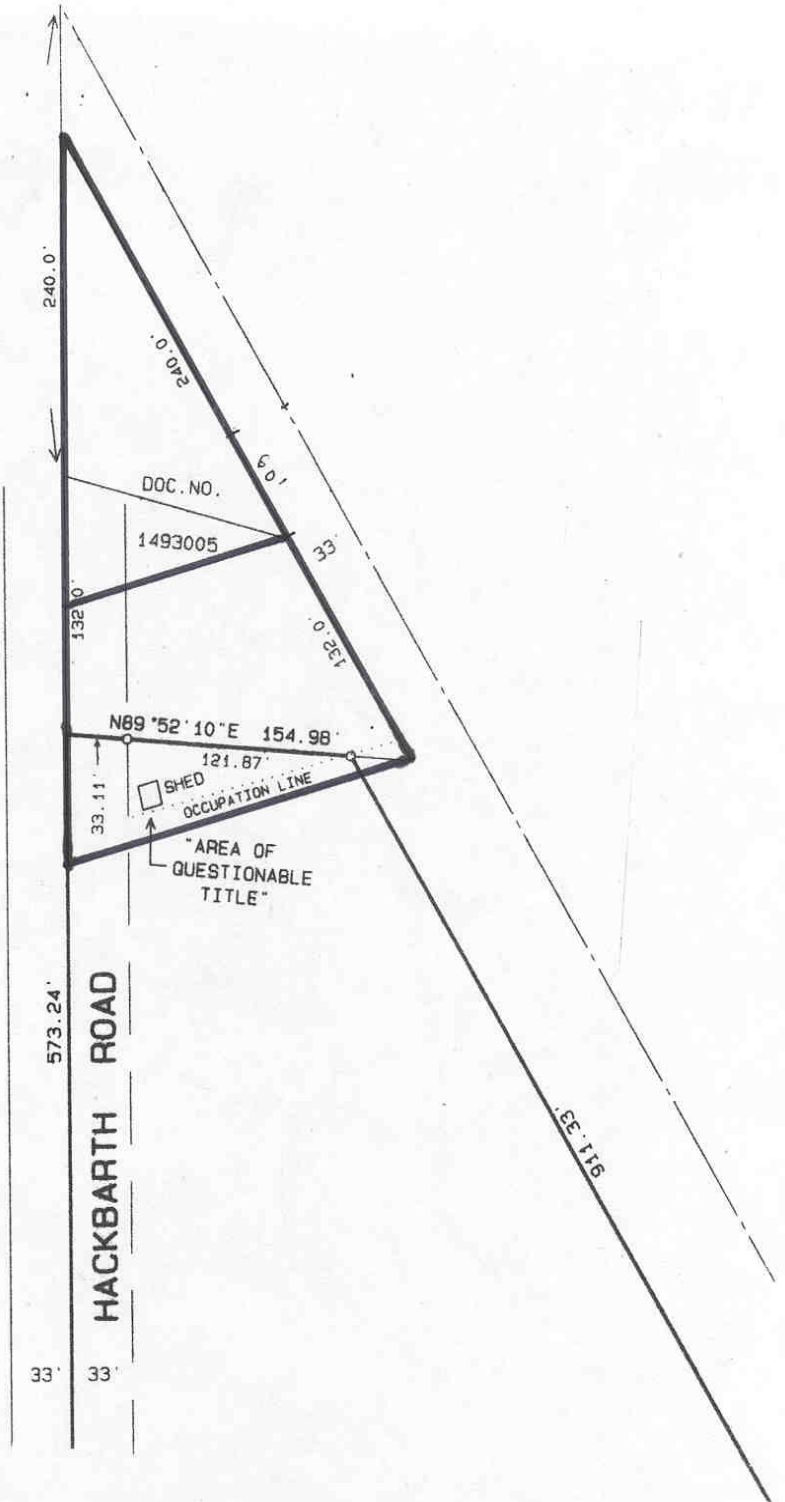 240.0'
240.0'
60'
DOC.NO.
1493005
33'
132.0'
132.0'
N89°52'10"E 154.98'
121.87'
SHED
33.11'
OCCUPATION LINE
"AREA OF
QUESTIONABLE
TITLE"
573.24'
HACKBARTH ROAD
911.33'
33' 33'